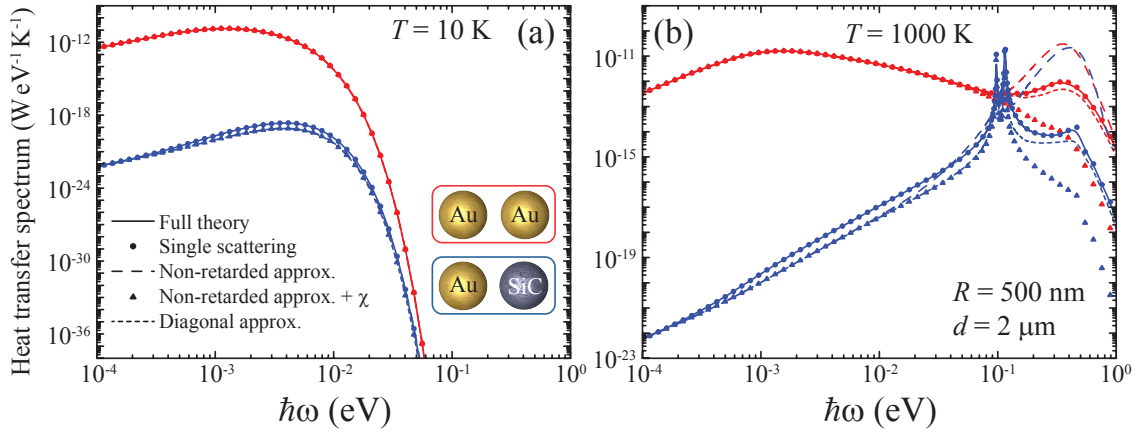 Heat transfer spectrum (W eV⁻¹ K⁻¹)
10⁻¹²
10⁻¹⁸
10⁻²⁴
10⁻³⁰
10⁻³⁶
T = 10 K
(a)
Full theory
Single scattering
Non-retarded approx.
Non-retarded approx. + χ
Diagonal approx.
Au Au
Au SiC
10⁻⁴ 10⁻³ 10⁻² 10⁻¹ 10⁰
ħω (eV)
(b)
T = 1000 K
10⁻¹¹
10⁻¹⁵
10⁻¹⁹
10⁻²³
R = 500 nm
d = 2 μm
10⁻⁴ 10⁻³ 10⁻² 10⁻¹ 10⁰
ħω (eV)